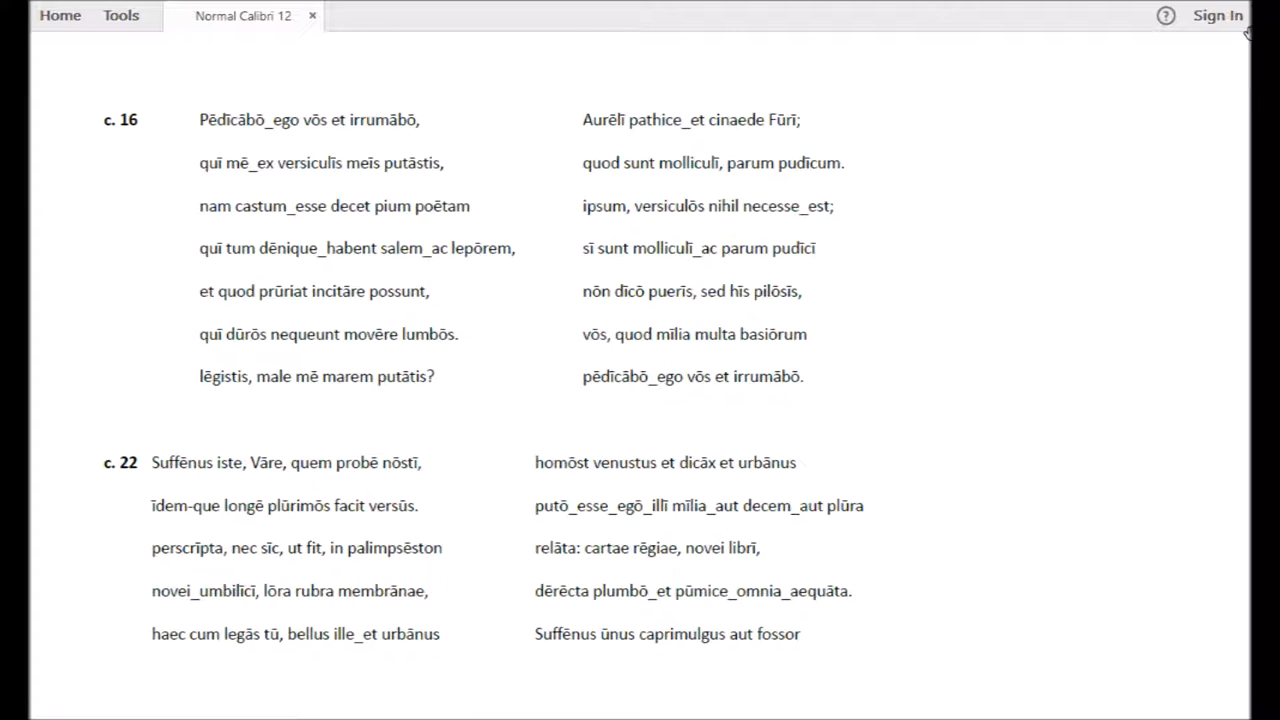 Home Tools Normal Calibri 12 × ? Sign In
c. 16 Pēdīcābō_ego vōs et irrumābō, Aurēlī pathice_et cinaede Fūrī;
quī mē_ex versiculīs meīs putāstis, quod sunt molliculī, parum pudīcum.
nam castum_esse decet pium poētam ipsum, versiculōs nihil necesse_est;
quī tum dēnique_habent salem_ac lepōrem, sī sunt molliculī_ac parum pudīcī
et quod prūriat incitāre possunt, nōn dīcō puerīs, sed hīs pilōsīs,
quī dūrōs nequeunt movēre lumbōs. vōs, quod mīlia multa basiōrum
lēgistis, male mē marem putātis? pēdīcābō_ego vōs et irrumābō.
c. 22 Suffēnus iste, Vāre, quem probē nōstī, homōst venustus et dicāx et urbānus
īdem-que longē plūrimōs facit versūs. putō_esse_egō_illī mīlia_aut decem_aut plūra
perscrīpta, nec sīc, ut fit, in palimpsēston relāta: cartae rēgiae, novei librī,
novei_umbilīcī, lōra rubra membrānae, dērēcta plumbō_et pūmice_omnia_aequāta.
haec cum legās tū, bellus ille_et urbānus Suffēnus ūnus caprimulgus aut fossor